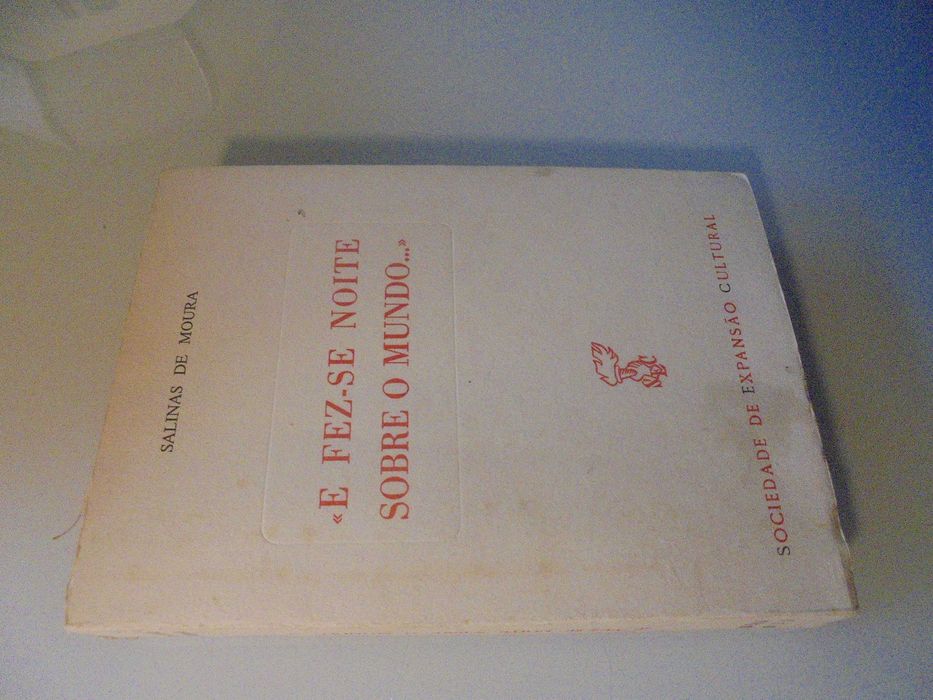 SALINAS DE MOURA
«E FEZ-SE NOITE
SOBRE O MUNDO...»
SOCIEDADE DE EXPANSÃO CULTURAL